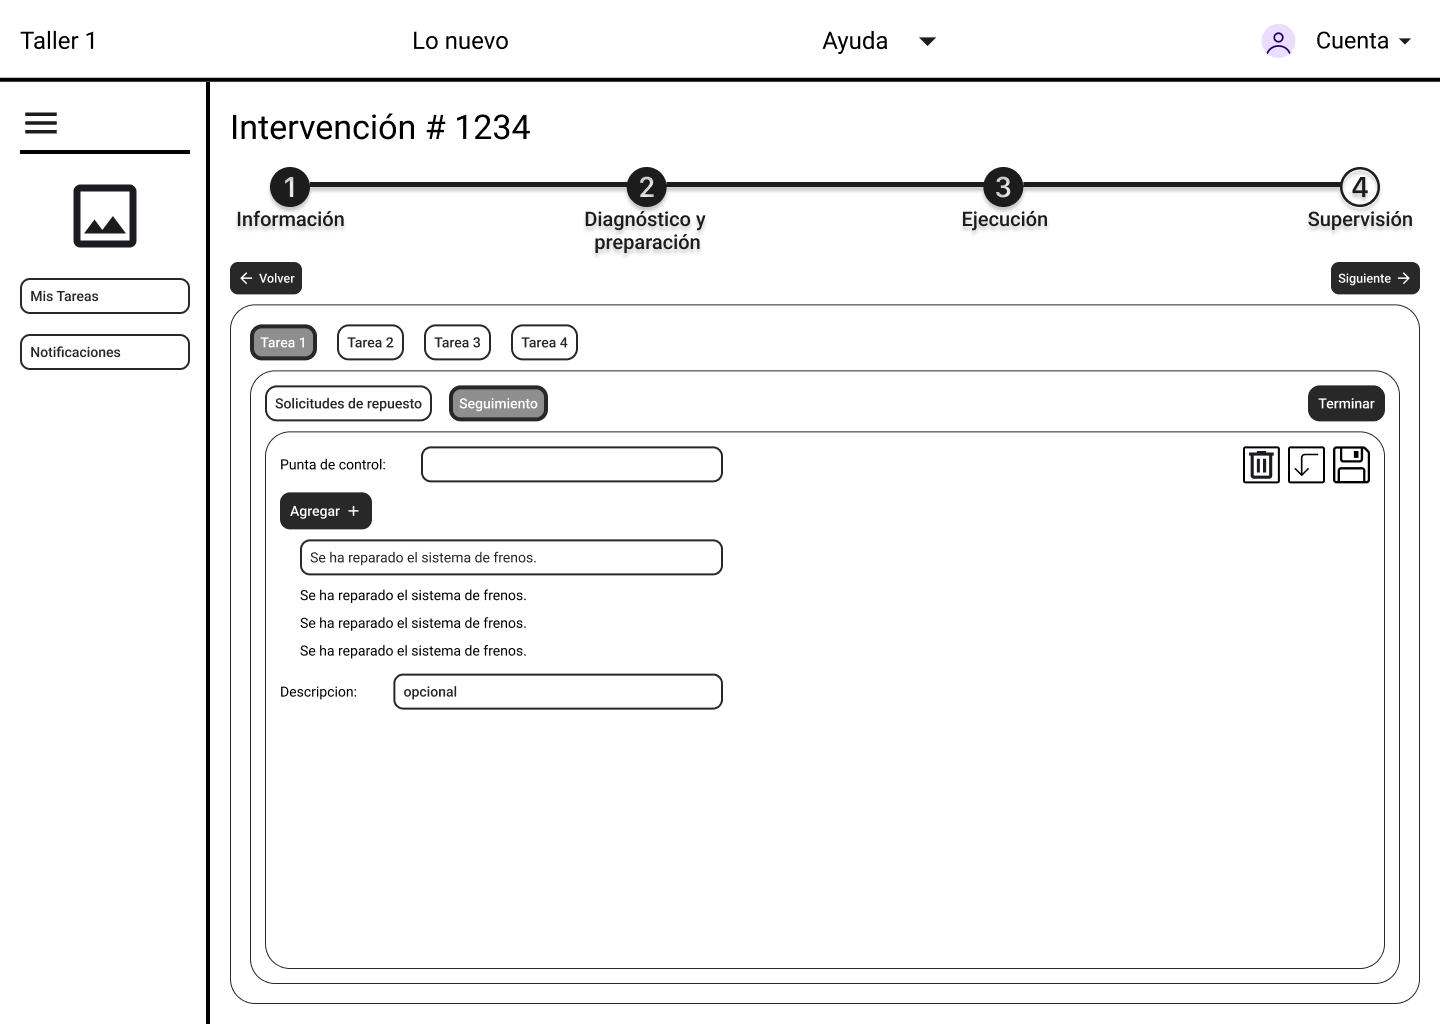 Taller 1
Lo nuevo
Ayuda
Cuenta
Mis Tareas
Notificaciones
Intervención # 1234
1
2
3
4
Información
Diagnóstico y
preparación
Ejecución
Supervisión
Volver
Siguiente
Tarea 1
Tarea 2
Tarea 3
Tarea 4
Solicitudes de repuesto
Seguimiento
Terminar
Punta de control:
Agregar +
Se ha reparado el sistema de frenos.
Se ha reparado el sistema de frenos.
Se ha reparado el sistema de frenos.
Se ha reparado el sistema de frenos.
Descripcion:
opcional